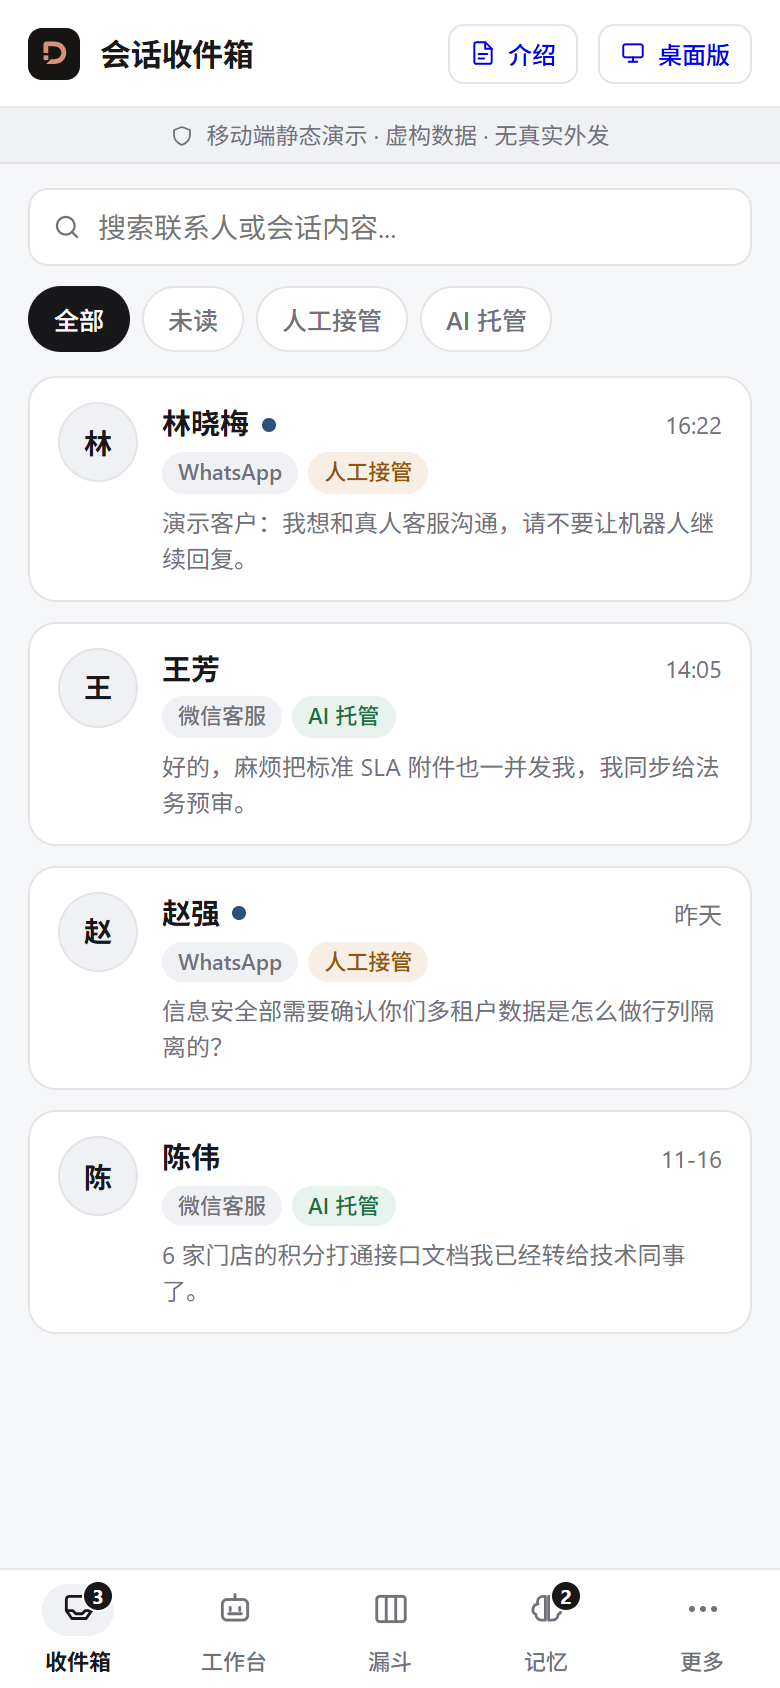 会话收件箱
介绍
桌面版
移动端静态演示 · 虚构数据 · 无真实外发
搜索联系人或会话内容...
全部
未读
人工接管
AI 托管
林
林晓梅
16:22
WhatsApp
人工接管
演示客户：我想和真人客服沟通，请不要让机器人继
续回复。
王
王芳
14:05
微信客服
AI 托管
好的，麻烦把标准 SLA 附件也一并发我，我同步给法
务预审。
赵
赵强
昨天
WhatsApp
人工接管
信息安全部需要确认你们多租户数据是怎么做行列隔
离的？
陈
陈伟
11-16
微信客服
AI 托管
6 家门店的积分打通接口文档我已经转给技术同事
了。
3
收件箱
工作台
漏斗
2
记忆
更多